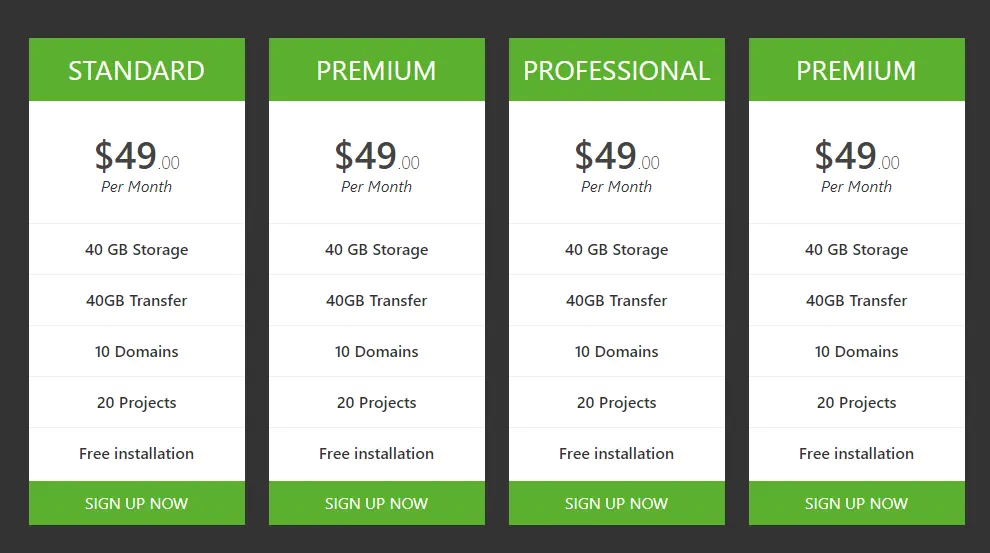 STANDARD
$49.00
Per Month
40 GB Storage
40GB Transfer
10 Domains
20 Projects
Free installation
SIGN UP NOW
PREMIUM
$49.00
Per Month
40 GB Storage
40GB Transfer
10 Domains
20 Projects
Free installation
SIGN UP NOW
PROFESSIONAL
$49.00
Per Month
40 GB Storage
40GB Transfer
10 Domains
20 Projects
Free installation
SIGN UP NOW
PREMIUM
$49.00
Per Month
40 GB Storage
40GB Transfer
10 Domains
20 Projects
Free installation
SIGN UP NOW